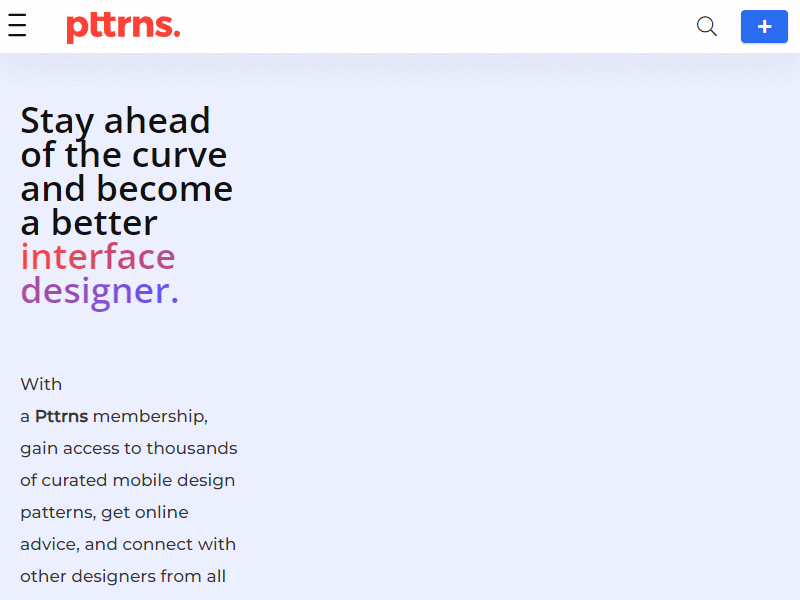 pttrns.
+
Stay ahead
of the curve
and become
a better
interface
designer.
With
a Pttrns membership,
gain access to thousands
of curated mobile design
patterns, get online
advice, and connect with
other designers from all